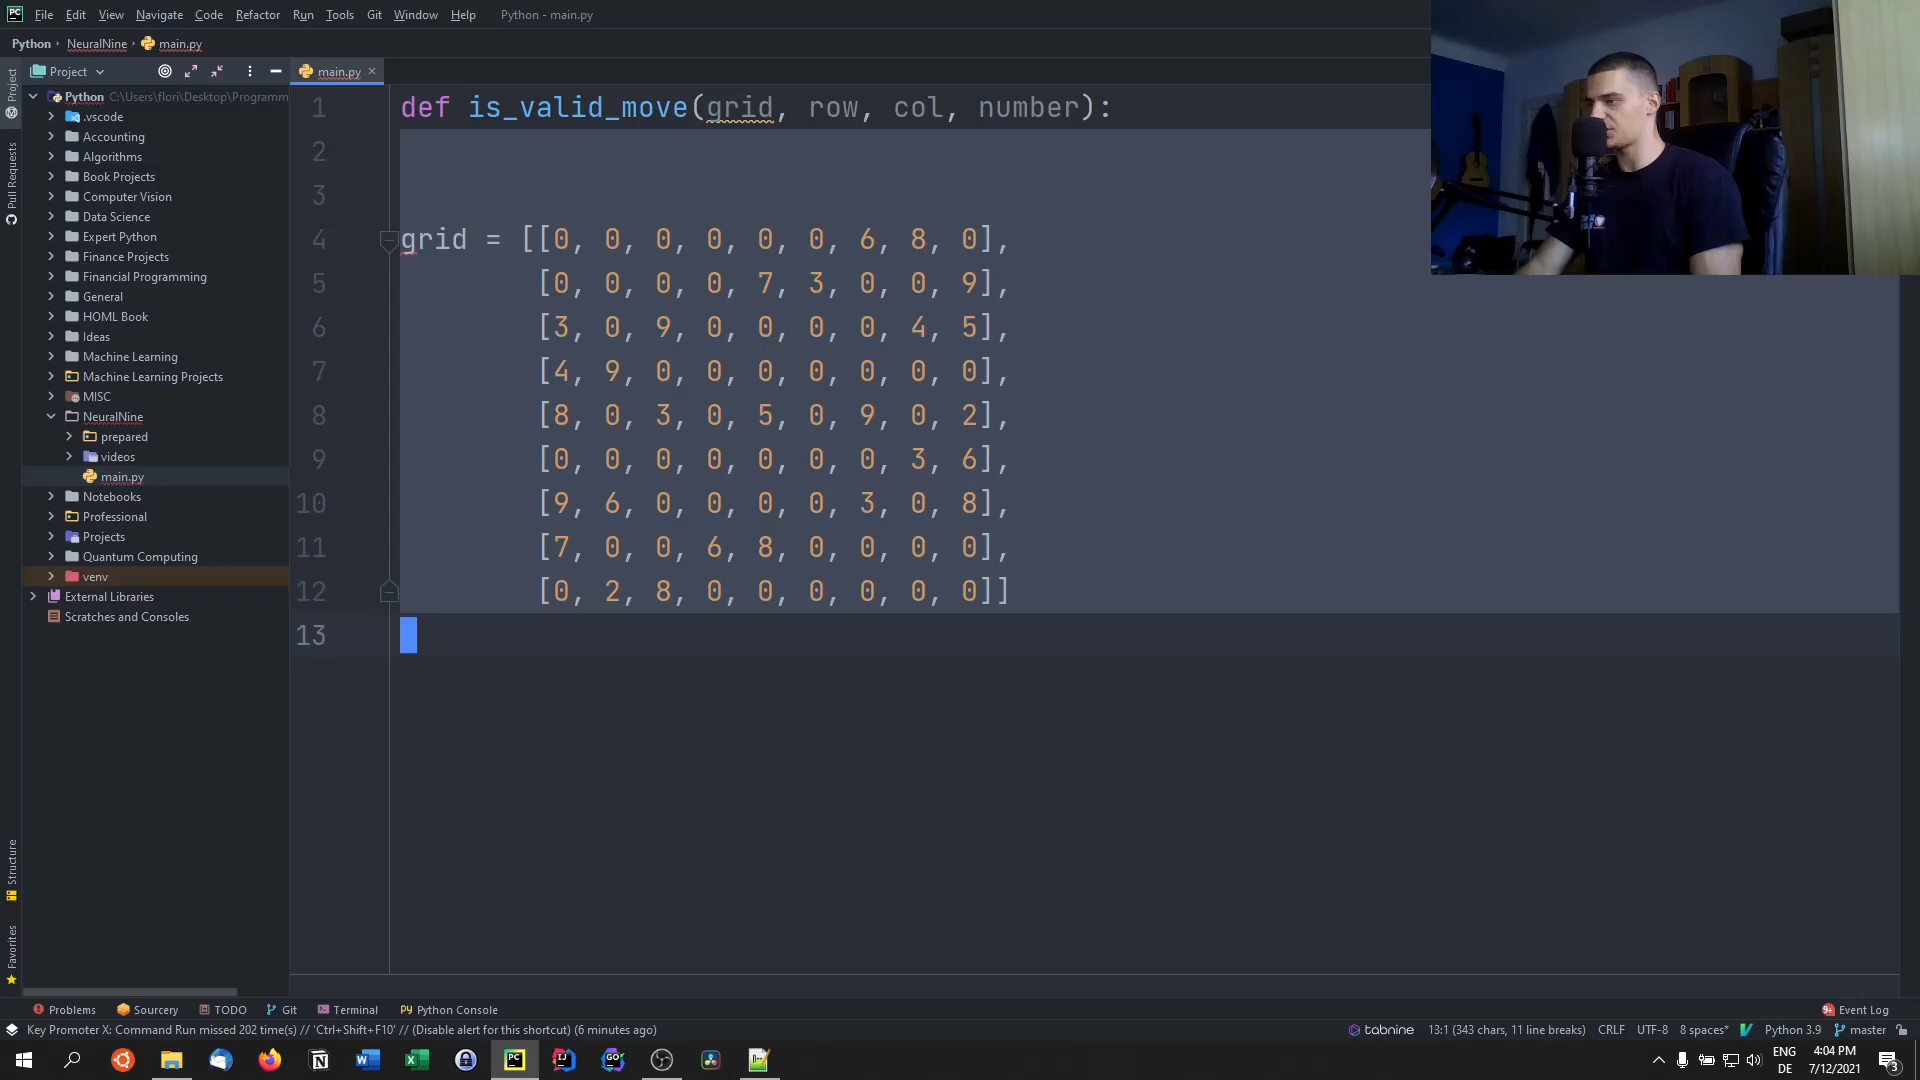 File Edit View Navigate Code Refactor Run Tools Git Window Help Python - main.py
Python NeuralNine main.py
Project
main.py
Project
Pull Requests
Structure
Favorites
Python C:\Users\flori\Desktop\Programm
.vscode
Accounting
Algorithms
Book Projects
Computer Vision
Data Science
Expert Python
Finance Projects
Financial Programming
General
HOML Book
Ideas
Machine Learning
Machine Learning Projects
MISC
NeuralNine
prepared
videos
main.py
Notebooks
Professional
Projects
Quantum Computing
venv
External Libraries
Scratches and Consoles
1 def is_valid_move(grid, row, col, number):
2
3
4 grid = [[0, 0, 0, 0, 0, 0, 6, 8, 0],
5 [0, 0, 0, 0, 7, 3, 0, 0, 9],
6 [3, 0, 9, 0, 0, 0, 0, 4, 5],
7 [4, 9, 0, 0, 0, 0, 0, 0, 0],
8 [8, 0, 3, 0, 5, 0, 9, 0, 2],
9 [0, 0, 0, 0, 0, 0, 0, 3, 6],
10 [9, 6, 0, 0, 0, 0, 3, 0, 8],
11 [7, 0, 0, 6, 8, 0, 0, 0, 0],
12 [0, 2, 8, 0, 0, 0, 0, 0, 0]]
13
Problems Sourcery TODO Git Terminal Python Console Event Log
Key Promoter X: Command Run missed 202 time(s) // 'Ctrl+Shift+F10' // (Disable alert for this shortcut) (6 minutes ago) tabnine 13:1 (343 chars, 11 line breaks) CRLF UTF-8 8 spaces* Python 3.9 master
ENG 4:04 PM
DE 7/12/2021 3